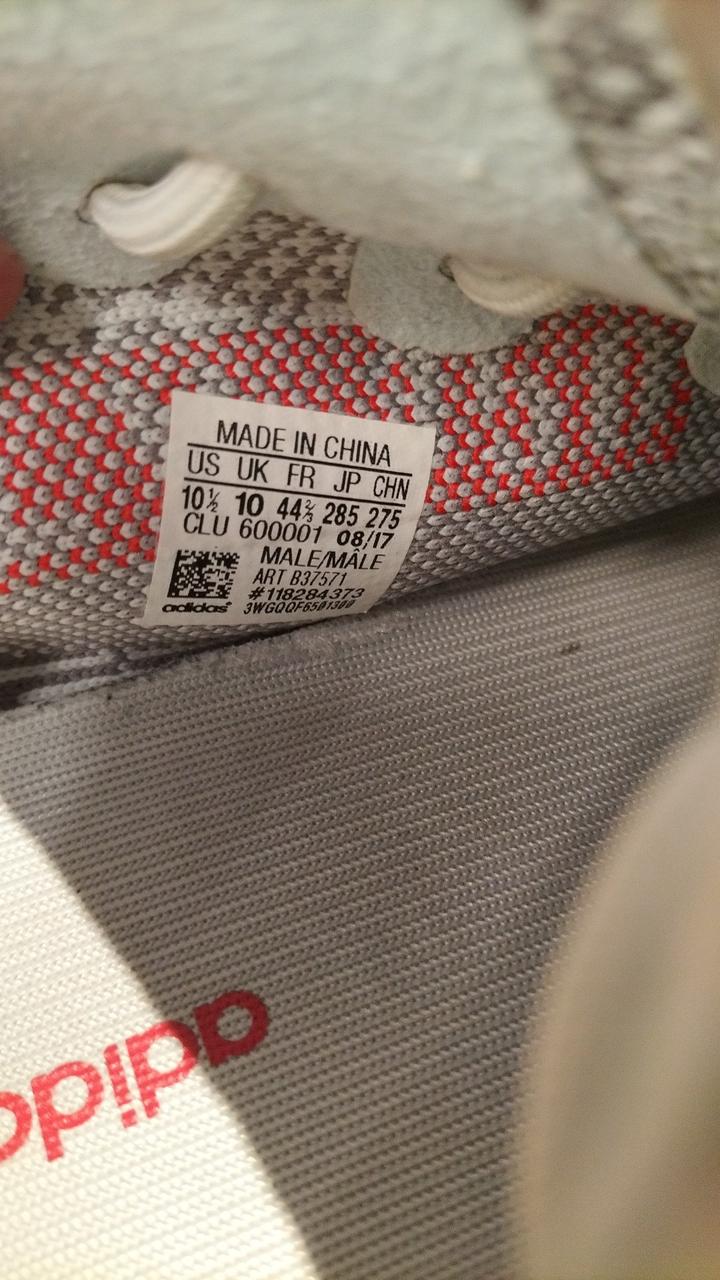 MADE IN CHINA
US UK FR JP CHN
10½ 10 44⅔ 285 275
CLU 600001 08/17
MALE/MÂLE
ART B37571
#118284373
adidas® 3WGQQF6501300
adidas